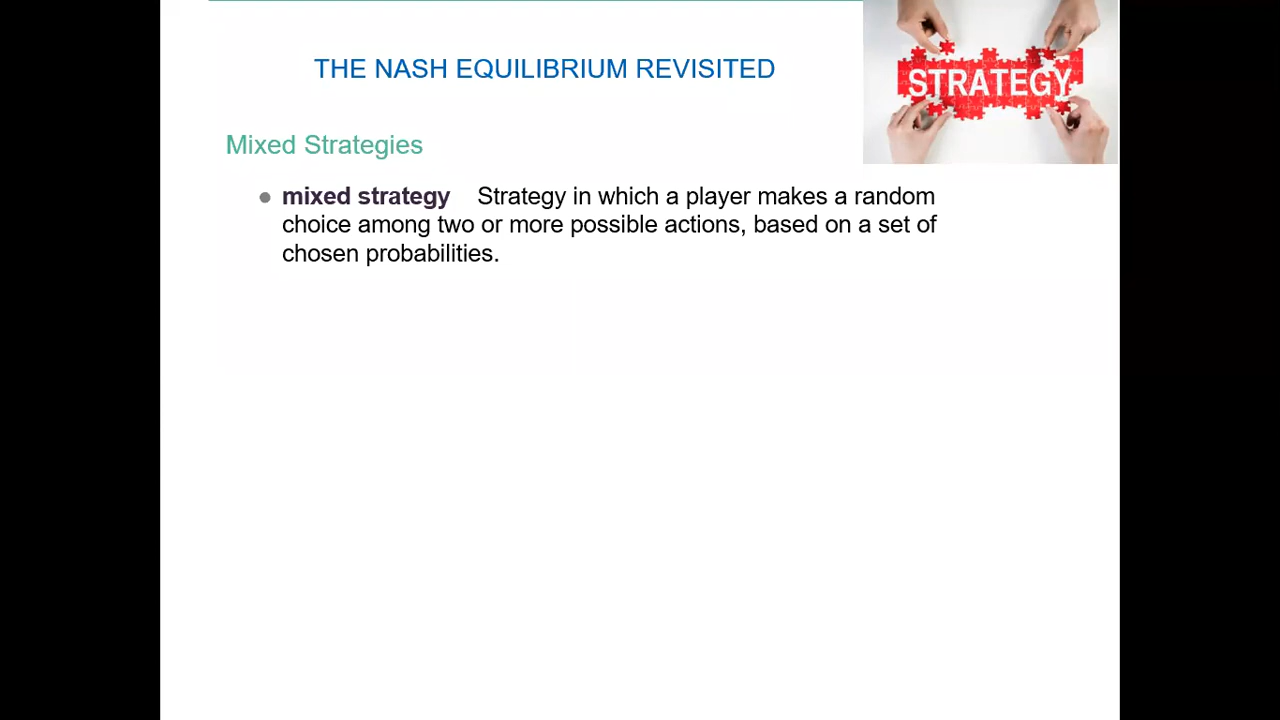 THE NASH EQUILIBRIUM REVISITED
STRATEGY
Mixed Strategies
● mixed strategy Strategy in which a player makes a random
choice among two or more possible actions, based on a set of
chosen probabilities.